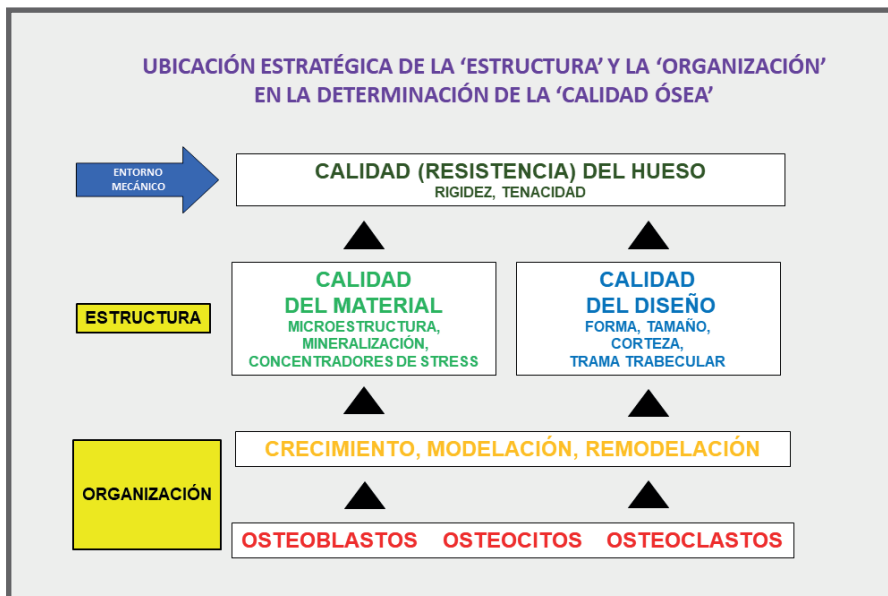 UBICACIÓN ESTRATÉGICA DE LA ‘ESTRUCTURA’ Y LA ‘ORGANIZACIÓN’
EN LA DETERMINACIÓN DE LA ‘CALIDAD ÓSEA’
ENTORNO
MECÁNICO
CALIDAD (RESISTENCIA) DEL HUESO
RIGIDEZ, TENACIDAD
ESTRUCTURA
CALIDAD
DEL MATERIAL
MICROESTRUCTURA,
MINERALIZACIÓN,
CONCENTRADORES DE STRESS
CALIDAD
DEL DISEÑO
FORMA, TAMAÑO,
CORTEZA,
TRAMA TRABECULAR
ORGANIZACIÓN
CRECIMIENTO, MODELACIÓN, REMODELACIÓN
OSTEOBLASTOS OSTEOCITOS OSTEOCLASTOS